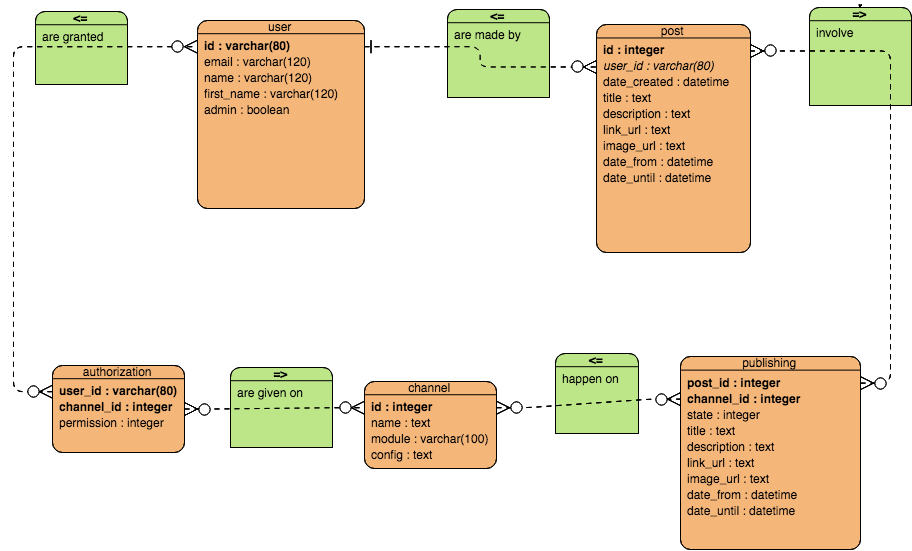 <=
are granted
user
id : varchar(80)
email : varchar(120)
name : varchar(120)
first_name : varchar(120)
admin : boolean
<=
are made by
post
id : integer
user_id : varchar(80)
date_created : datetime
title : text
description : text
link_url : text
image_url : text
date_from : datetime
date_until : datetime
=>
involve
authorization
user_id : varchar(80)
channel_id : integer
permission : integer
=>
are given on
channel
id : integer
name : text
module : varchar(100)
config : text
<=
happen on
publishing
post_id : integer
channel_id : integer
state : integer
title : text
description : text
link_url : text
image_url : text
date_from : datetime
date_until : datetime